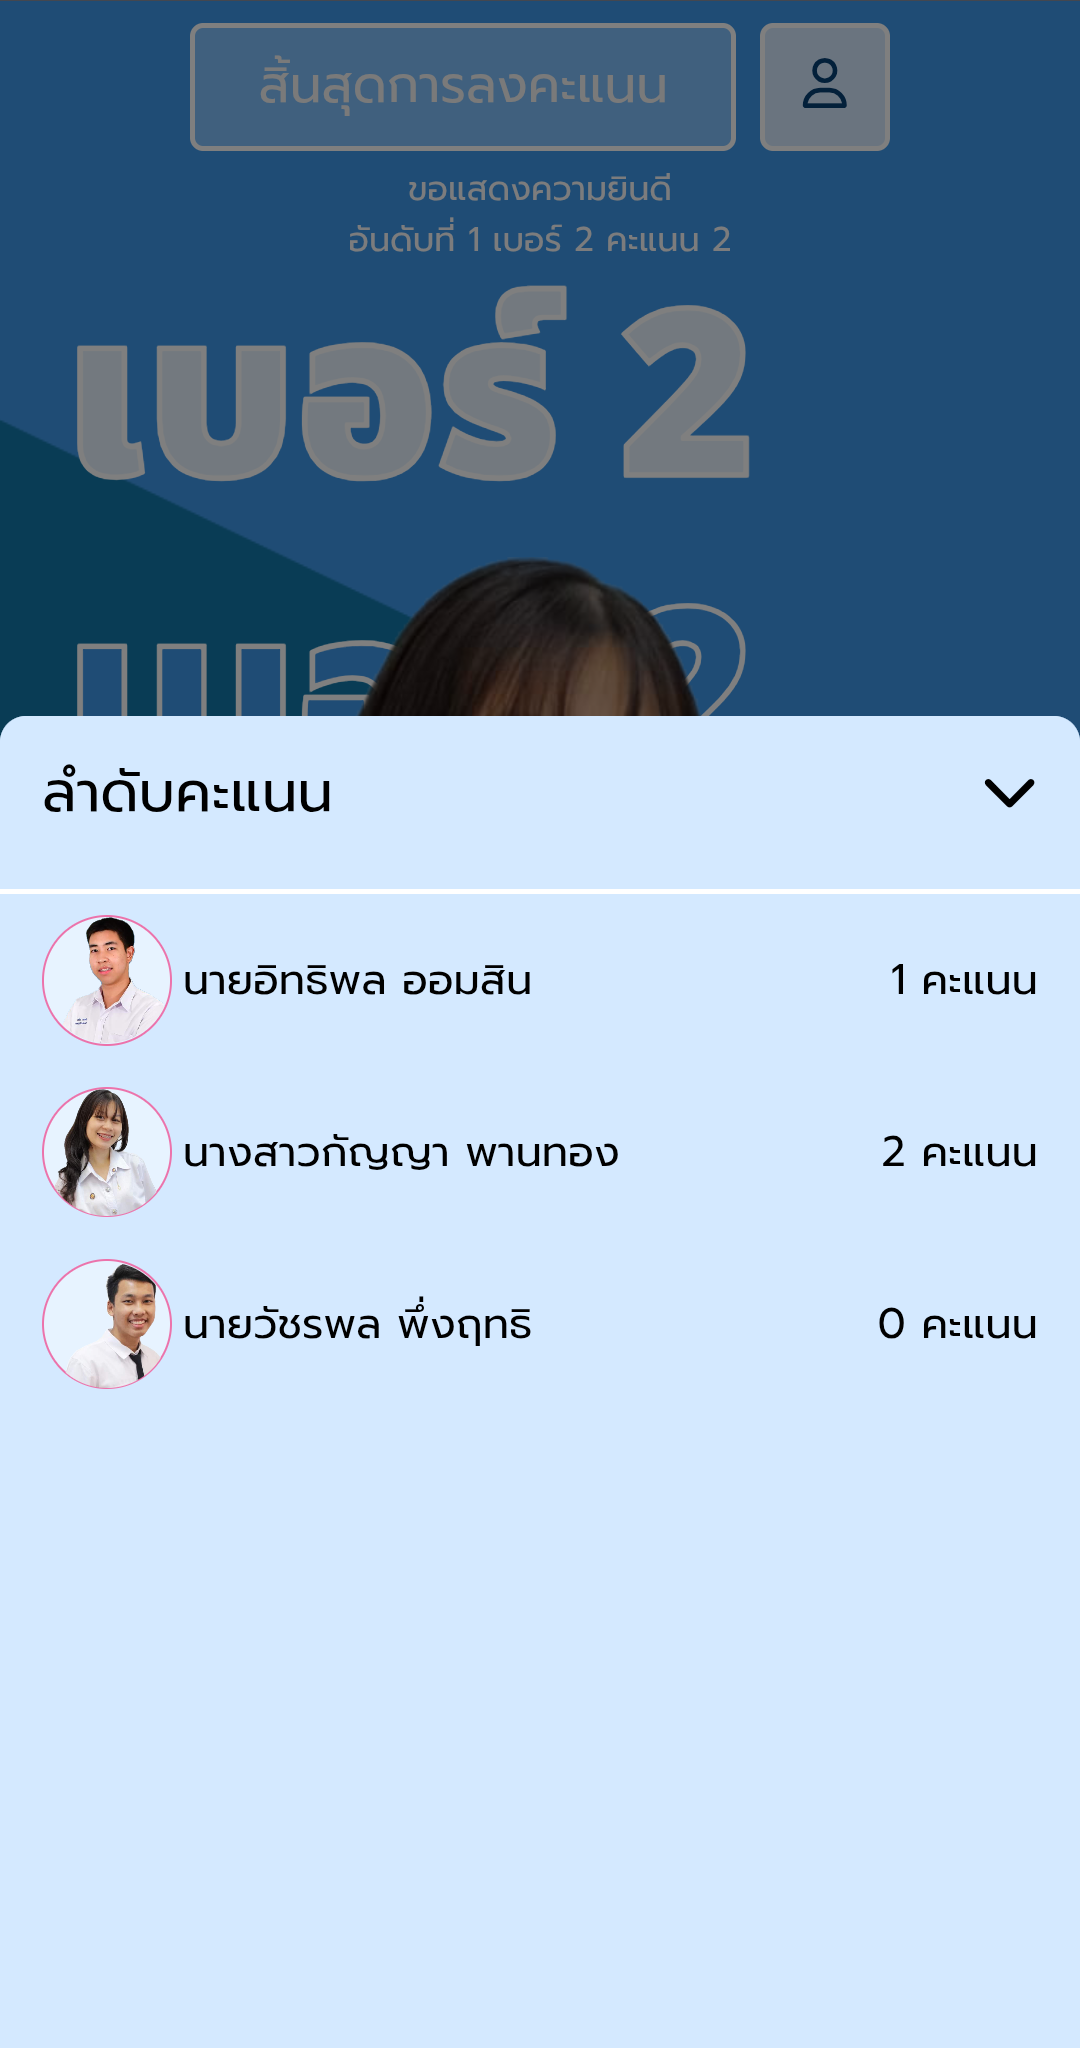 สิ้นสุดการลงคะแนน
ขอแสดงความยินดี
อันดับที่ 1 เบอร์ 2 คะแนน 2
เบอร์ 2
ลำดับคะแนน
นายอิทธิพล ออมสิน 1 คะแนน
นางสาวกัญญา พานทอง 2 คะแนน
นายวัชรพล พึ่งฤทธิ 0 คะแนน